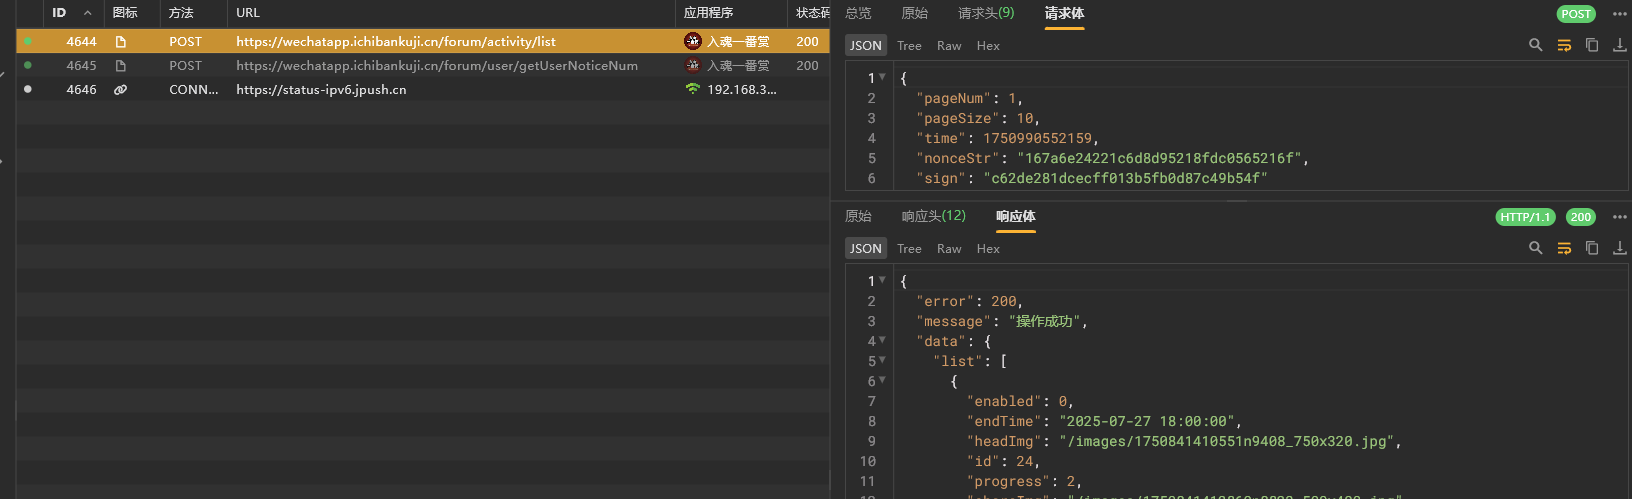 ID 图标 方法 URL 应用程序 状态码
4644 POST https://wechatapp.ichibankuji.cn/forum/activity/list 入魂一番赏 200
4645 POST https://wechatapp.ichibankuji.cn/forum/user/getUserNoticeNum 入魂一番赏 200
4646 CONN... https://status-ipv6.jpush.cn 192.168.3...
总览 原始 请求头(9) 请求体 POST
JSON Tree Raw Hex
1 {
2 "pageNum": 1,
3 "pageSize": 10,
4 "time": 1750990552159,
5 "nonceStr": "167a6e24221c6d8d95218fdc0565216f",
6 "sign": "c62de281dcecff013b5fb0d87c49b54f"
原始 响应头(12) 响应体 HTTP/1.1 200
JSON Tree Raw Hex
1 {
2 "error": 200,
3 "message": "操作成功",
4 "data": {
5 "list": [
6 {
7 "enabled": 0,
8 "endTime": "2025-07-27 18:00:00",
9 "headImg": "/images/1750841410551n9408_750x320.jpg",
10 "id": 24,
11 "progress": 2,